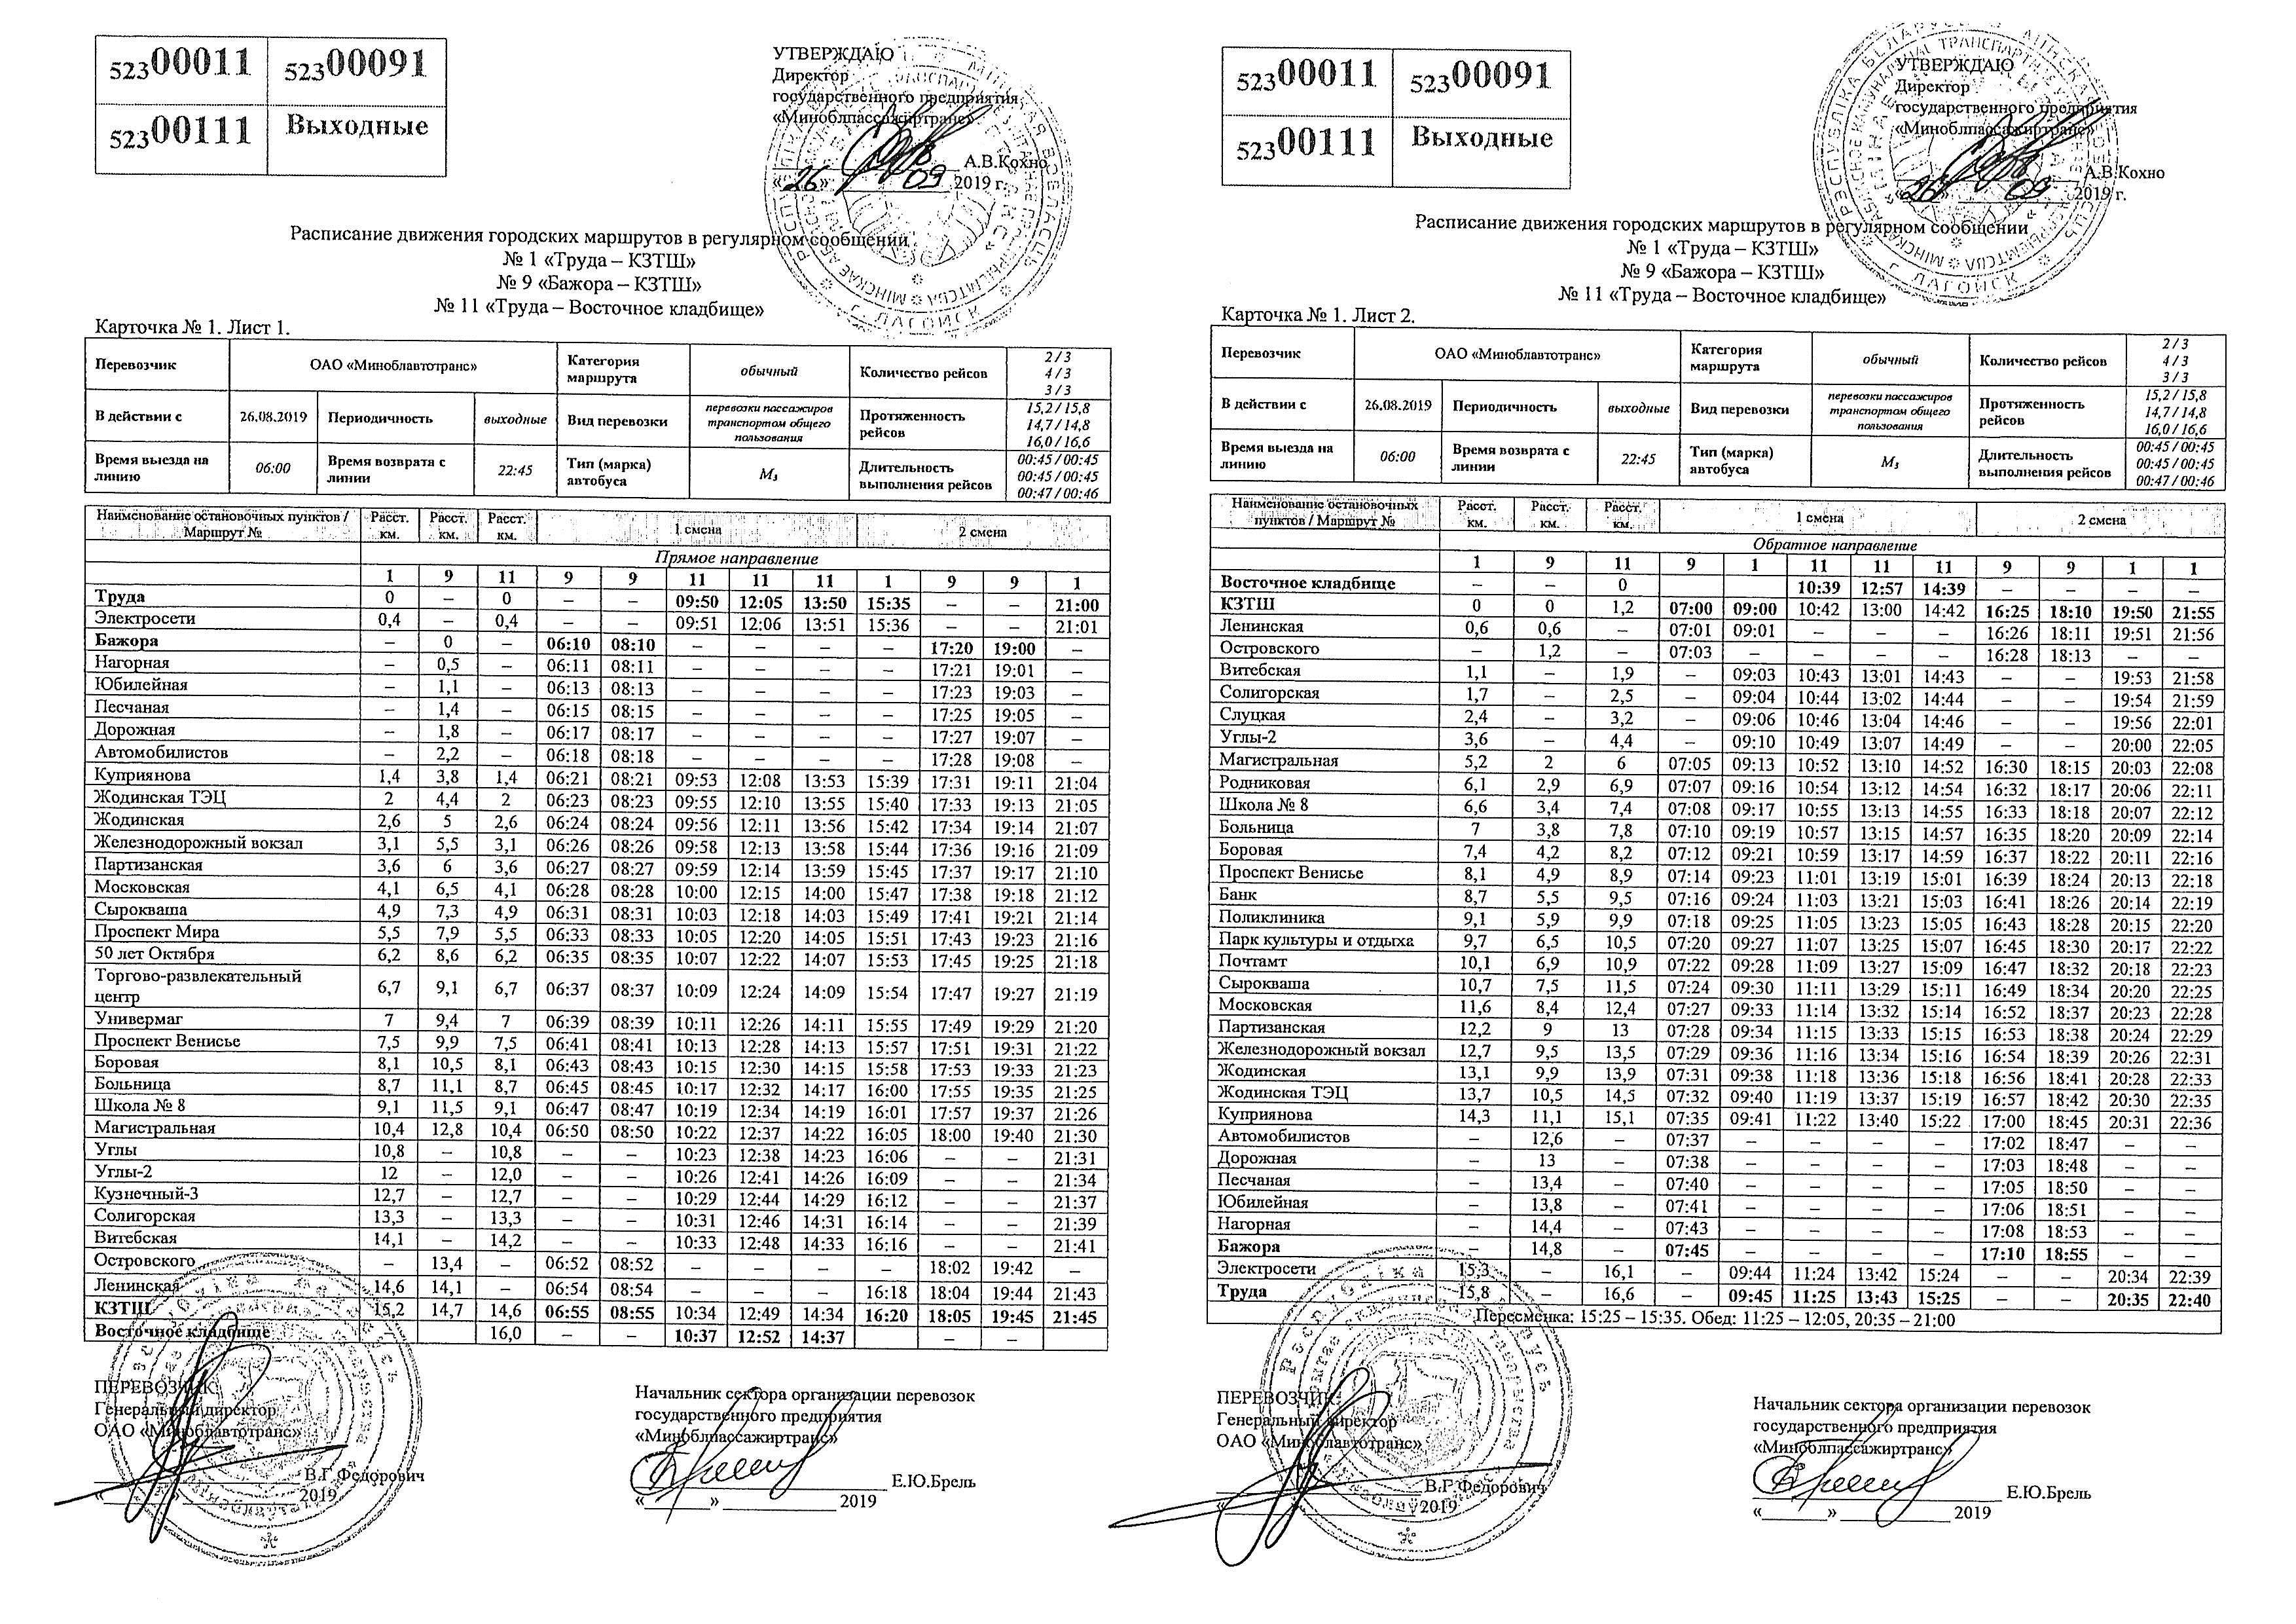 52300011 52300091
52300111 Выходные
УТВЕРЖДАЮ
Директор
государственного предприятия
«Миноблпассажиртранс»
А.В.Кохно
«26» 09 2019 г.
Расписание движения городских маршрутов в регулярном сообщении
№ 1 «Труда – КЗТШ»
№ 9 «Бажора – КЗТШ»
№ 11 «Труда – Восточное кладбище»
Карточка № 1. Лист 1.
Перевозчик ОАО «Миноблавтотранс» Категория маршрута обычный Количество рейсов 2/3 4/3 3/3
В действии с 26.08.2019 Периодичность выходные Вид перевозки перевозки пассажиров транспортом общего пользования Протяженность рейсов 15,2/15,8 14,7/14,8 16,0/16,6
Время выезда на линию 06:00 Время возврата с линии 22:45 Тип (марка) автобуса М3 Длительность выполнения рейсов 00:45/00:45 00:45/00:45 00:47/00:46
Наименование остановочных пунктов / Маршрут № Расст. км. Расст. км. Расст. км. 1 смена 2 смена
Прямое направление
1 9 11 9 9 11 11 11 1 9 9 1
Труда 0 – 0 – – 09:50 12:05 13:50 15:35 – – 21:00
Электросети 0,4 – 0,4 – – 09:51 12:06 13:51 15:36 – – 21:01
Бажора – 0 – 06:10 08:10 – – – – 17:20 19:00 –
Нагорная – 0,5 – 06:11 08:11 – – – – 17:21 19:01 –
Юбилейная – 1,1 – 06:13 08:13 – – – – 17:23 19:03 –
Песчаная – 1,4 – 06:15 08:15 – – – – 17:25 19:05 –
Дорожная – 1,8 – 06:17 08:17 – – – – 17:27 19:07 –
Автомобилистов – 2,2 – 06:18 08:18 – – – – 17:28 19:08 –
Куприянова 1,4 3,8 1,4 06:21 08:21 09:53 12:08 13:53 15:39 17:31 19:11 21:04
Жодинская ТЭЦ 2 4,4 2 06:23 08:23 09:55 12:10 13:55 15:40 17:33 19:13 21:05
Жодинская 2,6 5 2,6 06:24 08:24 09:56 12:11 13:56 15:42 17:34 19:14 21:07
Железнодорожный вокзал 3,1 5,5 3,1 06:26 08:26 09:58 12:13 13:58 15:44 17:36 19:16 21:09
Партизанская 3,6 6 3,6 06:27 08:27 09:59 12:14 13:59 15:45 17:37 19:17 21:10
Московская 4,1 6,5 4,1 06:28 08:28 10:00 12:15 14:00 15:47 17:38 19:18 21:12
Сырокваша 4,9 7,3 4,9 06:31 08:31 10:03 12:18 14:03 15:49 17:41 19:21 21:14
Проспект Мира 5,5 7,9 5,5 06:33 08:33 10:05 12:20 14:05 15:51 17:43 19:23 21:16
50 лет Октября 6,2 8,6 6,2 06:35 08:35 10:07 12:22 14:07 15:53 17:45 19:25 21:18
Торгово-развлекательный центр 6,7 9,1 6,7 06:37 08:37 10:09 12:24 14:09 15:54 17:47 19:27 21:19
Универмаг 7 9,4 7 06:39 08:39 10:11 12:26 14:11 15:55 17:49 19:29 21:20
Проспект Венисье 7,5 9,9 7,5 06:41 08:41 10:13 12:28 14:13 15:57 17:51 19:31 21:22
Боровая 8,1 10,5 8,1 06:43 08:43 10:15 12:30 14:15 15:58 17:53 19:33 21:23
Больница 8,7 11,1 8,7 06:45 08:45 10:17 12:32 14:17 16:00 17:55 19:35 21:25
Школа № 8 9,1 11,5 9,1 06:47 08:47 10:19 12:34 14:19 16:01 17:57 19:37 21:26
Магистральная 10,4 12,8 10,4 06:50 08:50 10:22 12:37 14:22 16:05 18:00 19:40 21:30
Углы 10,8 – 10,8 – – 10:23 12:38 14:23 16:06 – – 21:31
Углы-2 12 – 12,0 – – 10:26 12:41 14:26 16:09 – – 21:34
Кузнечный-3 12,7 – 12,7 – – 10:29 12:44 14:29 16:12 – – 21:37
Солигорская 13,3 – 13,3 – – 10:31 12:46 14:31 16:14 – – 21:39
Витебская 14,1 – 14,2 – – 10:33 12:48 14:33 16:16 – – 21:41
Островского – 13,4 – 06:52 08:52 – – – – 18:02 19:42 –
Ленинская 14,6 14,1 – 06:54 08:54 – – – 16:18 18:04 19:44 21:43
КЗТШ 15,2 14,7 14,6 06:55 08:55 10:34 12:49 14:34 16:20 18:05 19:45 21:45
Восточное кладбище 16,0 – – 10:37 12:52 14:37 – –
ПЕРЕВОЗЧИК:
Генеральный директор
ОАО «Миноблавтотранс»
В.Г.Федорович
« » 2019
Начальник сектора организации перевозок
государственного предприятия
«Миноблпассажиртранс»
Е.Ю.Брель
« » 2019
52300011 52300091
52300111 Выходные
УТВЕРЖДАЮ
Директор
государственного предприятия
«Миноблпассажиртранс»
А.В.Кохно
2019 г.
Расписание движения городских маршрутов в регулярном сообщении
№ 1 «Труда – КЗТШ»
№ 9 «Бажора – КЗТШ»
№ 11 «Труда – Восточное кладбище»
Карточка № 1. Лист 2.
Перевозчик ОАО «Миноблавтотранс» Категория маршрута обычный Количество рейсов 2/3 4/3 3/3
В действии с 26.08.2019 Периодичность выходные Вид перевозки перевозки пассажиров транспортом общего пользования Протяженность рейсов 15,2/15,8 14,7/14,8 16,0/16,6
Время выезда на линию 06:00 Время возврата с линии 22:45 Тип (марка) автобуса М3 Длительность выполнения рейсов 00:45/00:45 00:45/00:45 00:47/00:46
Наименование остановочных пунктов / Маршрут № Расст. км. Расст. км. Расст. км. 1 смена 2 смена
Обратное направление
1 9 11 9 1 11 11 11 9 9 1 1
Восточное кладбище – – 0 10:39 12:57 14:39 – – – –
КЗТШ 0 0 1,2 07:00 09:00 10:42 13:00 14:42 16:25 18:10 19:50 21:55
Ленинская 0,6 0,6 – 07:01 09:01 – – – 16:26 18:11 19:51 21:56
Островского – 1,2 – 07:03 – – – – 16:28 18:13 – –
Витебская 1,1 – 1,9 – 09:03 10:43 13:01 14:43 – – 19:53 21:58
Солигорская 1,7 – 2,5 – 09:04 10:44 13:02 14:44 – – 19:54 21:59
Слуцкая 2,4 – 3,2 – 09:06 10:46 13:04 14:46 – – 19:56 22:01
Углы-2 3,6 – 4,4 – 09:10 10:49 13:07 14:49 – – 20:00 22:05
Магистральная 5,2 2 6 07:05 09:13 10:52 13:10 14:52 16:30 18:15 20:03 22:08
Родниковая 6,1 2,9 6,9 07:07 09:16 10:54 13:12 14:54 16:32 18:17 20:06 22:11
Школа № 8 6,6 3,4 7,4 07:08 09:17 10:55 13:13 14:55 16:33 18:18 20:07 22:12
Больница 7 3,8 7,8 07:10 09:19 10:57 13:15 14:57 16:35 18:20 20:09 22:14
Боровая 7,4 4,2 8,2 07:12 09:21 10:59 13:17 14:59 16:37 18:22 20:11 22:16
Проспект Венисье 8,1 4,9 8,9 07:14 09:23 11:01 13:19 15:01 16:39 18:24 20:13 22:18
Банк 8,7 5,5 9,5 07:16 09:24 11:03 13:21 15:03 16:41 18:26 20:14 22:19
Поликлиника 9,1 5,9 9,9 07:18 09:25 11:05 13:23 15:05 16:43 18:28 20:15 22:20
Парк культуры и отдыха 9,7 6,5 10,5 07:20 09:27 11:07 13:25 15:07 16:45 18:30 20:17 22:22
Почтамт 10,1 6,9 10,9 07:22 09:28 11:09 13:27 15:09 16:47 18:32 20:18 22:23
Сырокваша 10,7 7,5 11,5 07:24 09:30 11:11 13:29 15:11 16:49 18:34 20:20 22:25
Московская 11,6 8,4 12,4 07:27 09:33 11:14 13:32 15:14 16:52 18:37 20:23 22:28
Партизанская 12,2 9 13 07:28 09:34 11:15 13:33 15:15 16:53 18:38 20:24 22:29
Железнодорожный вокзал 12,7 9,5 13,5 07:29 09:36 11:16 13:34 15:16 16:54 18:39 20:26 22:31
Жодинская 13,1 9,9 13,9 07:31 09:38 11:18 13:36 15:18 16:56 18:41 20:28 22:33
Жодинская ТЭЦ 13,7 10,5 14,5 07:32 09:40 11:19 13:37 15:19 16:57 18:42 20:30 22:35
Куприянова 14,3 11,1 15,1 07:35 09:41 11:22 13:40 15:22 17:00 18:45 20:31 22:36
Автомобилистов – 12,6 – 07:37 – – – – 17:02 18:47 – –
Дорожная – 13 – 07:38 – – – – 17:03 18:48 – –
Песчаная – 13,4 – 07:40 – – – – 17:05 18:50 – –
Юбилейная – 13,8 – 07:41 – – – – 17:06 18:51 – –
Нагорная – 14,4 – 07:43 – – – – 17:08 18:53 – –
Бажора – 14,8 – 07:45 – – – – 17:10 18:55 – –
Электросети 15,3 – 16,1 – 09:44 11:24 13:42 15:24 – – 20:34 22:39
Труда 15,8 – 16,6 – 09:45 11:25 13:43 15:25 – – 20:35 22:40
Пересменка: 15:25 – 15:35. Обед: 11:25 – 12:05, 20:35 – 21:00
ПЕРЕВОЗЧИК:
Генеральный директор
ОАО «Миноблавтотранс»
В.Г.Федорович
« 2019
Начальник сектора организации перевозок
государственного предприятия
«Миноблпассажиртранс»
Е.Ю.Брель
« » 2019